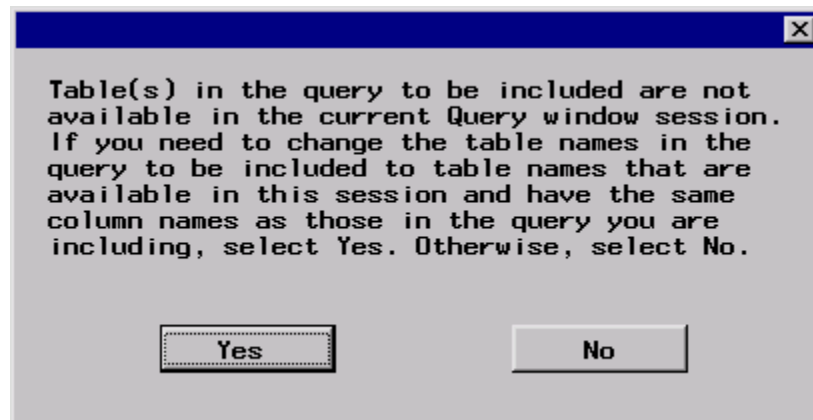 Table(s) in the query to be included are not
available in the current Query window session.
If you need to change the table names in the
query to be included to table names that are
available in this session and have the same
column names as those in the query you are
including, select Yes. Otherwise, select No.
Yes No